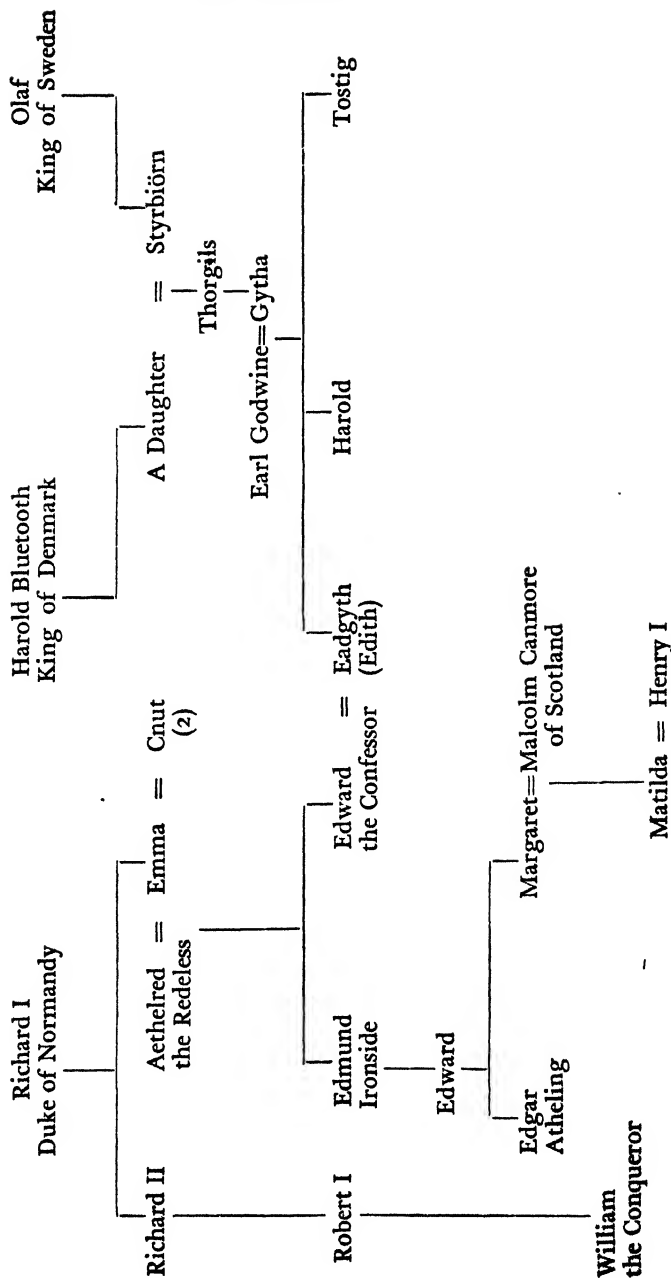 Richard I
Duke of Normandy
Harold Bluetooth
King of Denmark
Olaf
King of Sweden
Richard II
Aethelred = Emma = Cnut
the Redeless
(2)
A Daughter = Styrbiörn
Thorgils
Earl Godwine=Gytha
Robert I
Edmund
Ironside
Edward = Eadgyth
the Confessor
(Edith)
Harold
Tostig
Edward
Edgar
Atheling
Margaret=Malcolm Canmore
of Scotland
William
the Conqueror
Matilda = Henry I